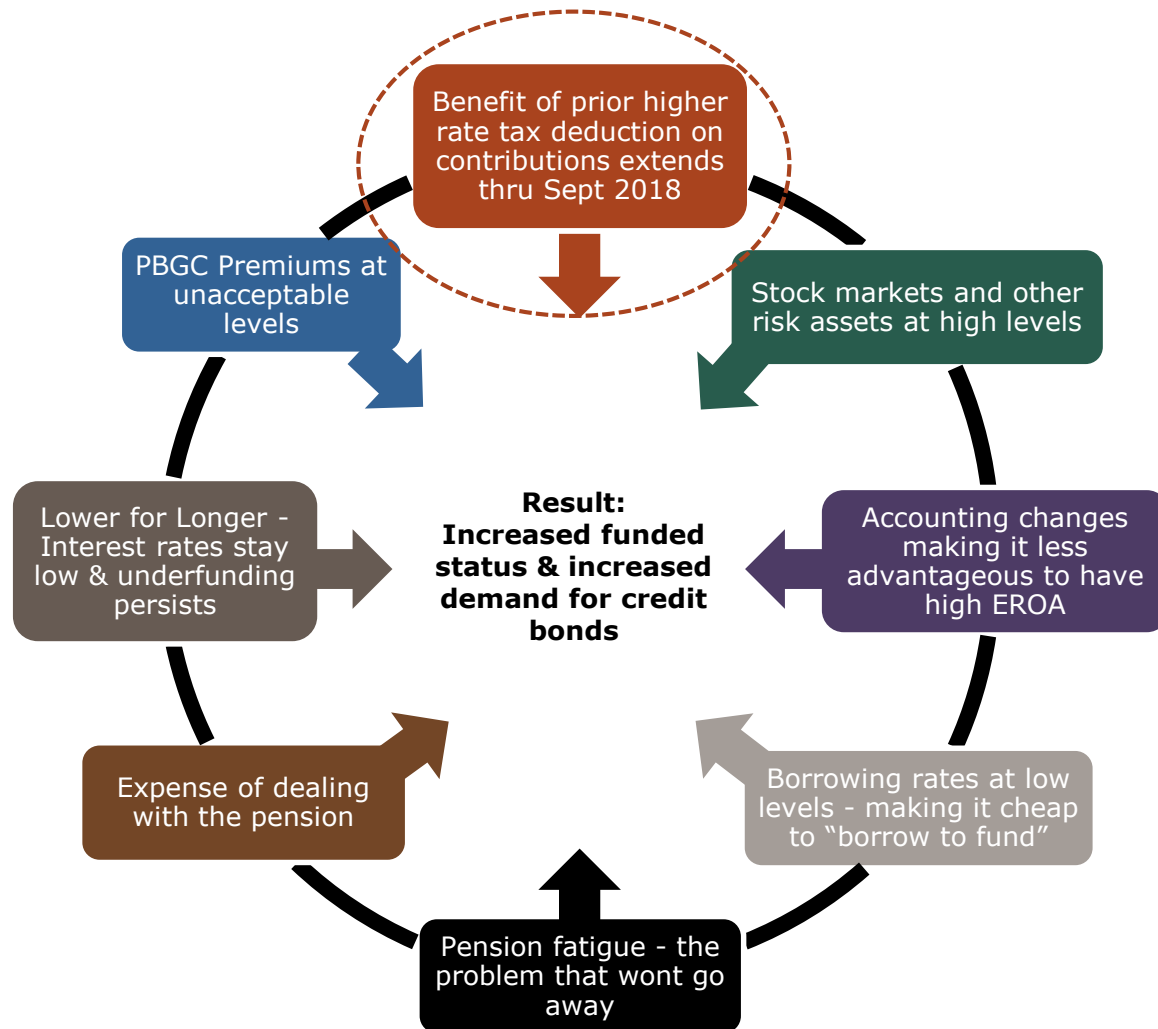 Benefit of prior higher
rate tax deduction on
contributions extends
thru Sept 2018
Stock markets and other
risk assets at high levels
Accounting changes
making it less
advantageous to have
high EROA
Borrowing rates at low
levels - making it cheap
to “borrow to fund”
Pension fatigue - the
problem that wont go
away
Expense of dealing
with the pension
Lower for Longer -
Interest rates stay
low & underfunding
persists
PBGC Premiums at
unacceptable
levels
Result:
Increased funded
status & increased
demand for credit
bonds